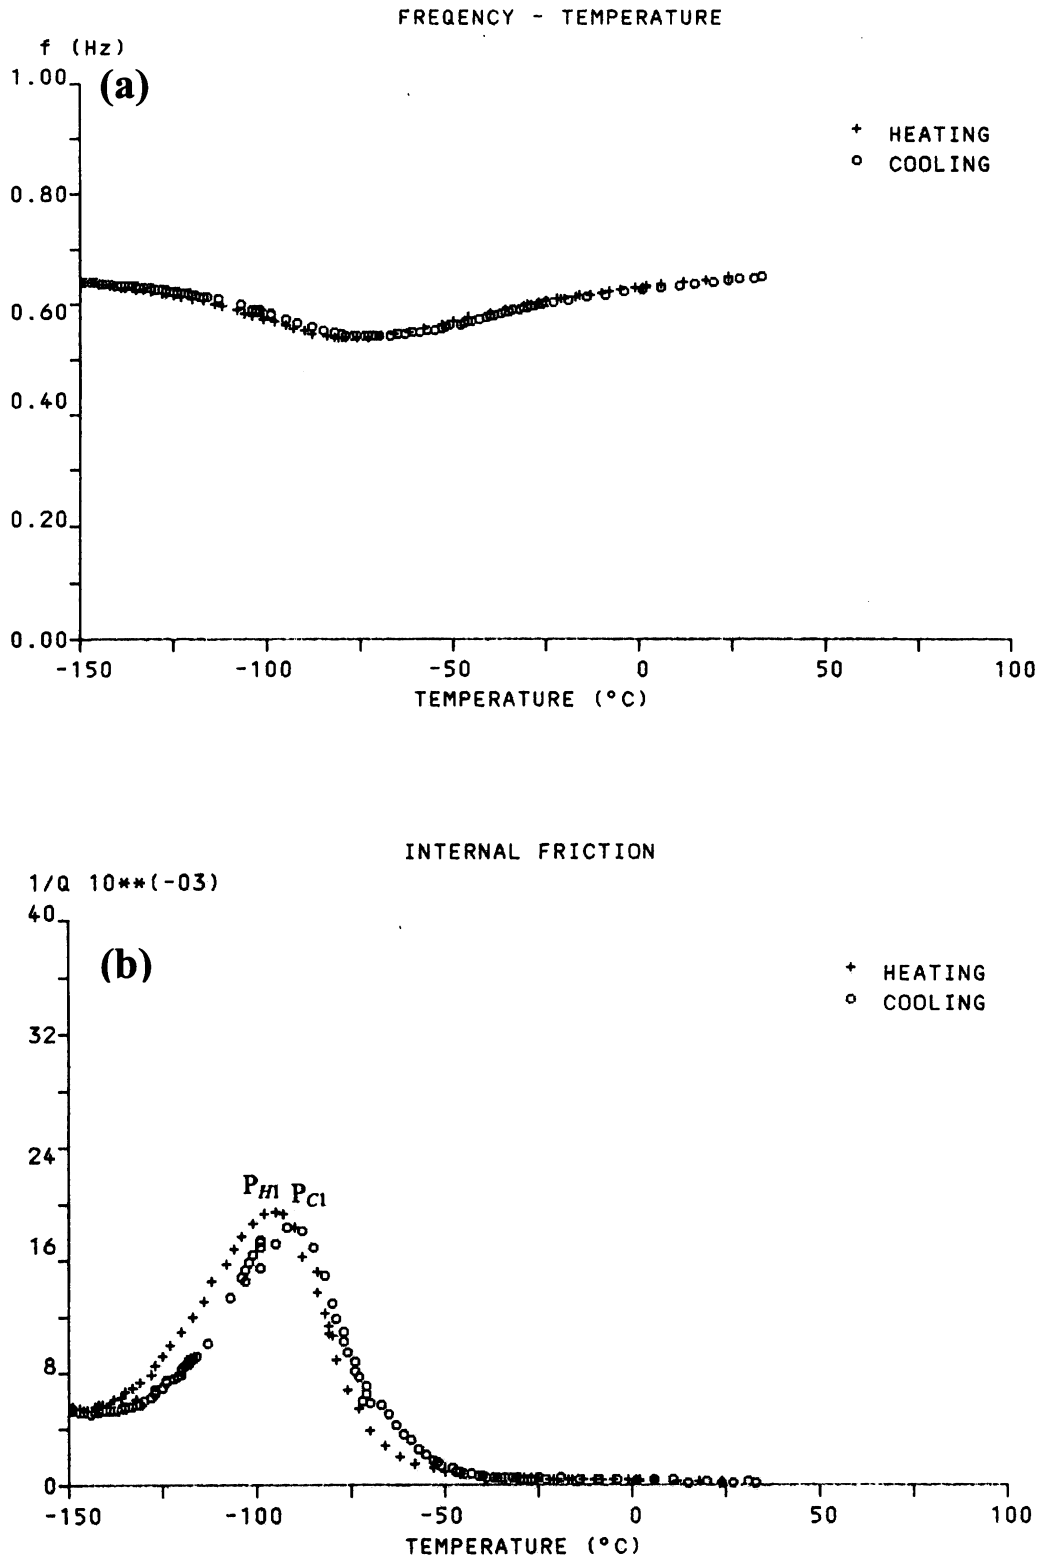 FREQENCY - TEMPERATURE
f (Hz)
1.00
(a)
+ HEATING
o COOLING
0.80
0.60
0.40
0.20
0.00
-150 -100 -50 0 50 100
TEMPERATURE (°C)
INTERNAL FRICTION
1/Q 10**(-03)
40
(b)
+ HEATING
o COOLING
32
24
PH1 PC1
16
8
0
-150 -100 -50 0 50 100
TEMPERATURE (°C)